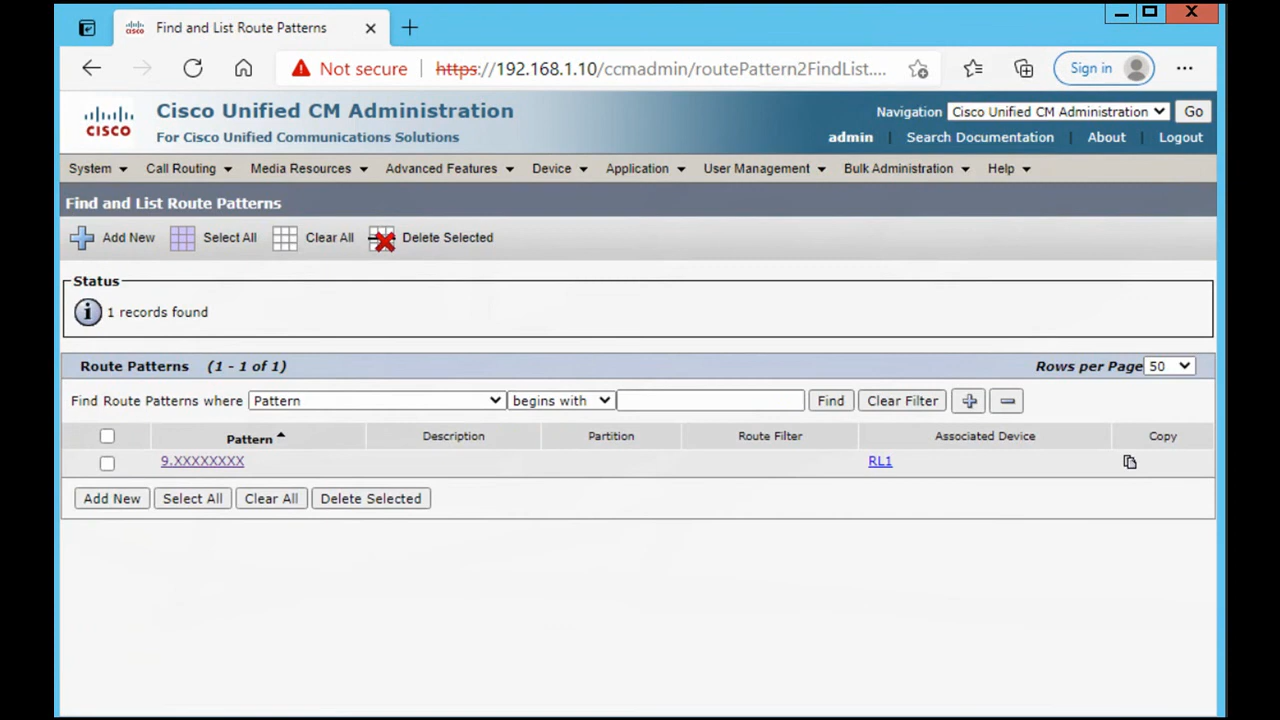 Find and List Route Patterns
Not secure https://192.168.1.10/ccmadmin/routePattern2FindList.... Sign in
CISCO
Cisco Unified CM Administration
For Cisco Unified Communications Solutions
Navigation Cisco Unified CM Administration Go
admin | Search Documentation | About | Logout
System Call Routing Media Resources Advanced Features Device Application User Management Bulk Administration Help
Find and List Route Patterns
Add New Select All Clear All Delete Selected
Status
1 records found
Route Patterns (1 - 1 of 1) Rows per Page 50
Find Route Patterns where Pattern begins with Find Clear Filter
Pattern Description Partition Route Filter Associated Device Copy
9.XXXXXXXX RL1
Add New Select All Clear All Delete Selected